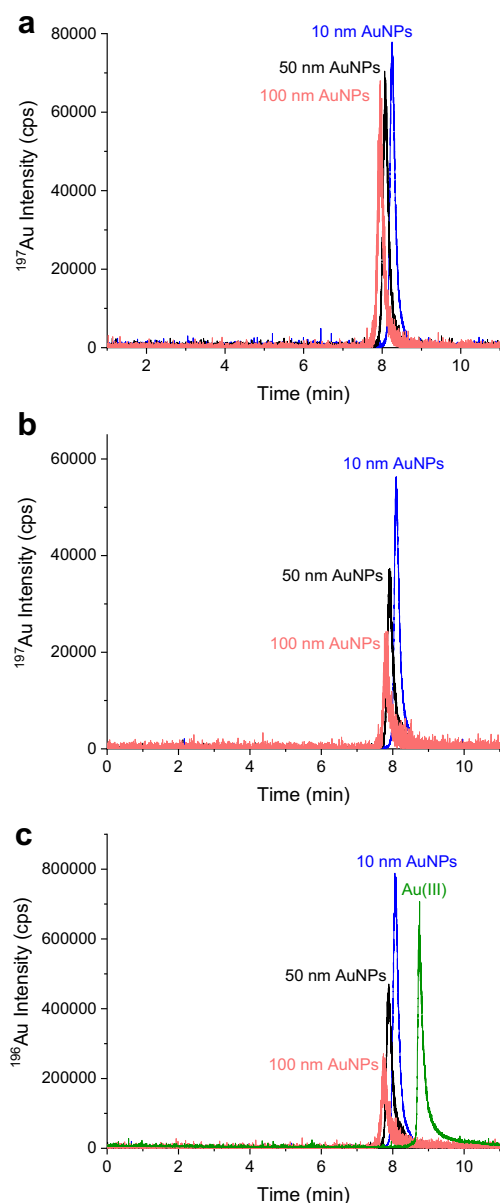 a
10 nm AuNPs
50 nm AuNPs
100 nm AuNPs
80000
60000
40000
20000
0
197Au Intensity (cps)
2 4 6 8 10
Time (min)
b
10 nm AuNPs
50 nm AuNPs
100 nm AuNPs
60000
40000
20000
0
197Au Intensity (cps)
0 2 4 6 8 10
Time (min)
c
10 nm AuNPs
Au(III)
50 nm AuNPs
100 nm AuNPs
800000
600000
400000
200000
0
196Au Intensity (cps)
0 2 4 6 8 10
Time (min)